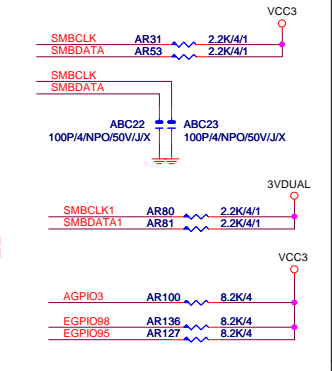 VCC3
SMBCLK AR31 2.2K/4/1
SMBDATA AR53 2.2K/4/1
SMBCLK
SMBDATA
ABC22 ABC23
100P/4/NPO/50V/J/X 100P/4/NPO/50V/J/X
3VDUAL
SMBCLK1 AR80 2.2K/4/1
SMBDATA1 AR81 2.2K/4/1
VCC3
AGPIO3 AR100 8.2K/4
EGPIO98 AR136 8.2K/4
EGPIO95 AR127 8.2K/4